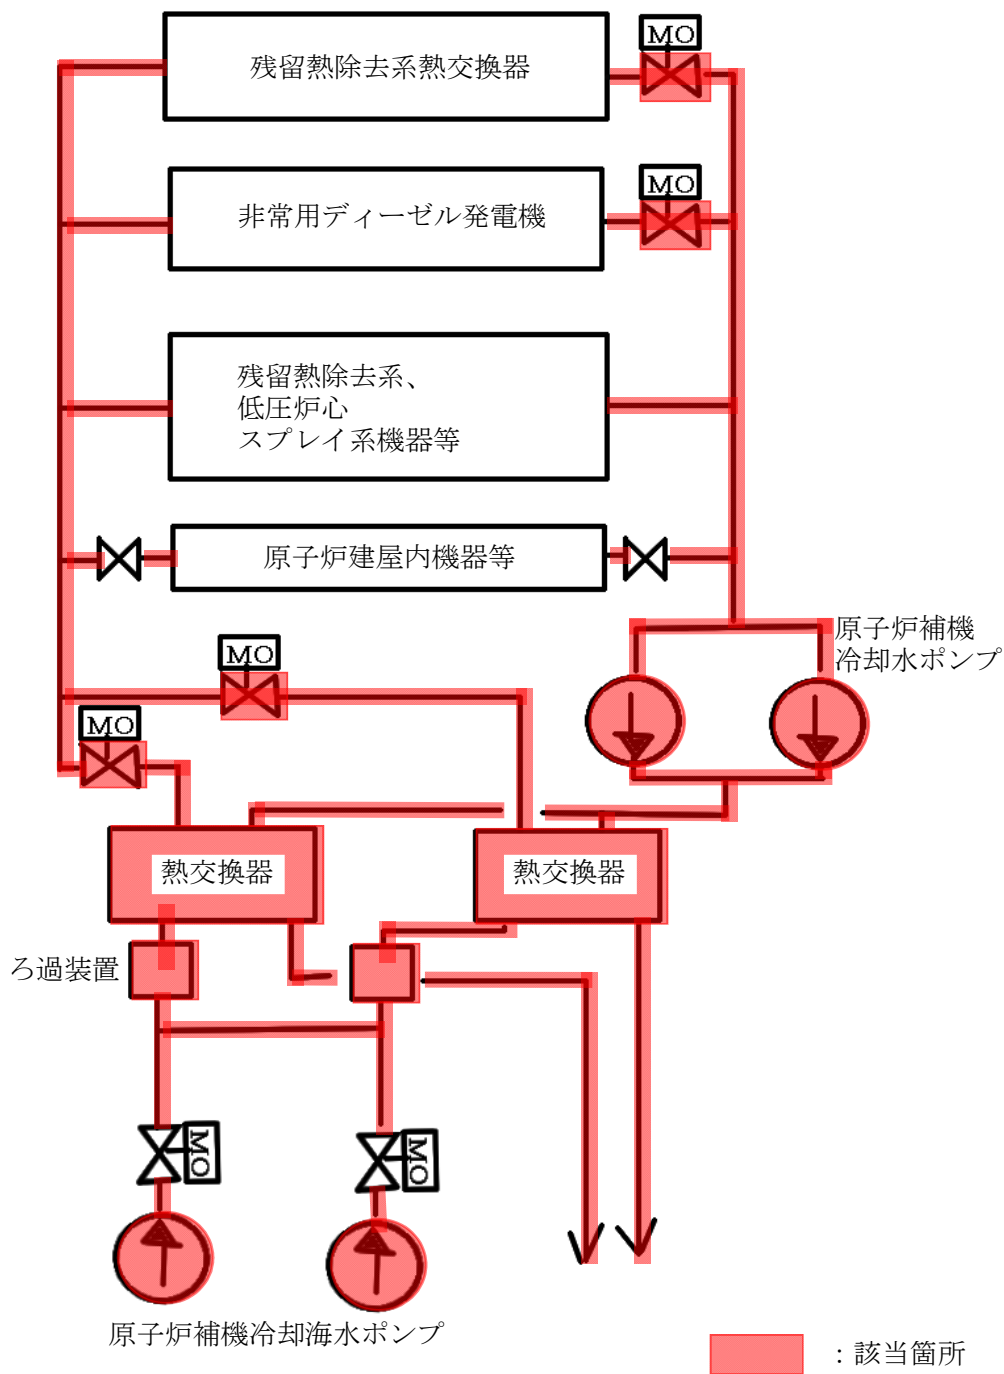 MO
残留熱除去系熱交換器
MO
非常用ディーゼル発電機
残留熱除去系、
低圧炉心
スプレイ系機器等
原子炉建屋内機器等
原子炉補機
冷却水ポンプ
MO
MO
熱交換器
熱交換器
ろ過装置
MO
MO
原子炉補機冷却海水ポンプ
：該当箇所